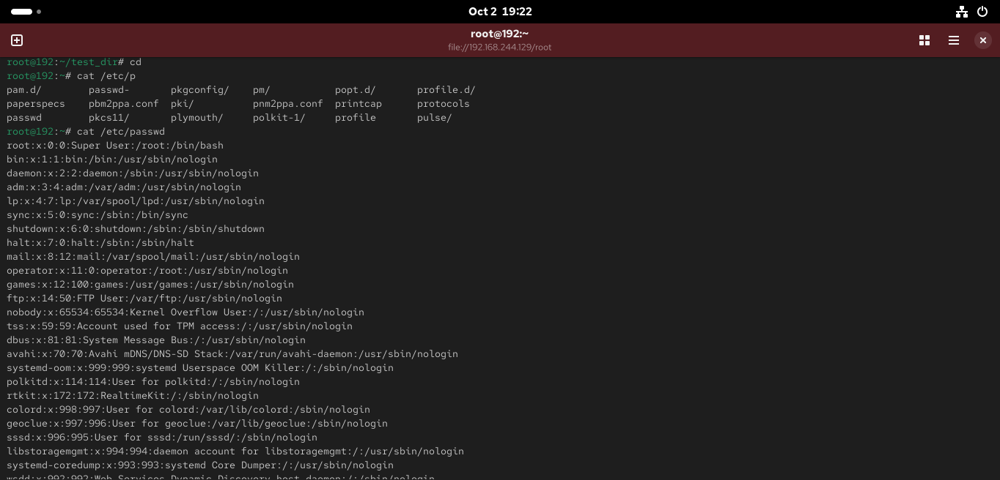 Oct 2 19:22
root@192:~
file://192.168.244.129/root
root@192:~/test_dir# cd
root@192:~# cat /etc/p
pam.d/ passwd- pkgconfig/ pm/ popt.d/ profile.d/
paperspecs pbm2ppa.conf pki/ pnm2ppa.conf printcap protocols
passwd pkcs11/ plymouth/ polkit-1/ profile pulse/
root@192:~# cat /etc/passwd
root:x:0:0:Super User:/root:/bin/bash
bin:x:1:1:bin:/bin:/usr/sbin/nologin
daemon:x:2:2:daemon:/sbin:/usr/sbin/nologin
adm:x:3:4:adm:/var/adm:/usr/sbin/nologin
lp:x:4:7:lp:/var/spool/lpd:/usr/sbin/nologin
sync:x:5:0:sync:/sbin:/bin/sync
shutdown:x:6:0:shutdown:/sbin:/sbin/shutdown
halt:x:7:0:halt:/sbin:/sbin/halt
mail:x:8:12:mail:/var/spool/mail:/usr/sbin/nologin
operator:x:11:0:operator:/root:/usr/sbin/nologin
games:x:12:100:games:/usr/games:/usr/sbin/nologin
ftp:x:14:50:FTP User:/var/ftp:/usr/sbin/nologin
nobody:x:65534:65534:Kernel Overflow User:/:/usr/sbin/nologin
tss:x:59:59:Account used for TPM access:/:/usr/sbin/nologin
dbus:x:81:81:System Message Bus:/:/usr/sbin/nologin
avahi:x:70:70:Avahi mDNS/DNS-SD Stack:/var/run/avahi-daemon:/usr/sbin/nologin
systemd-oom:x:999:999:systemd Userspace OOM Killer:/:/sbin/nologin
polkitd:x:114:114:User for polkitd:/:/sbin/nologin
rtkit:x:172:172:RealtimeKit:/:/sbin/nologin
colord:x:998:997:User for colord:/var/lib/colord:/sbin/nologin
geoclue:x:997:996:User for geoclue:/var/lib/geoclue:/sbin/nologin
sssd:x:996:995:User for sssd:/run/sssd/:/sbin/nologin
libstoragemgmt:x:994:994:daemon account for libstoragemgmt:/:/usr/sbin/nologin
systemd-coredump:x:993:993:systemd Core Dumper:/:/usr/sbin/nologin
wsdd:x:992:992:Web Services Dynamic Discovery host daemon:/:/sbin/nologin